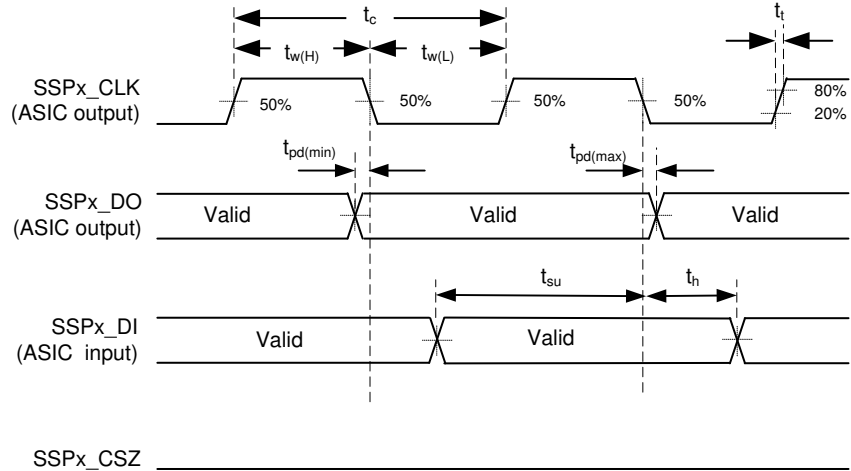 t_c
t_t
t_w(H) t_w(L)
SSPx_CLK
(ASIC output)
50% 50% 50% 50% 80%
20%
t_pd(min) t_pd(max)
SSPx_DO
(ASIC output)
Valid Valid Valid
t_su t_h
SSPx_DI
(ASIC input)
Valid Valid
SSPx_CSZ